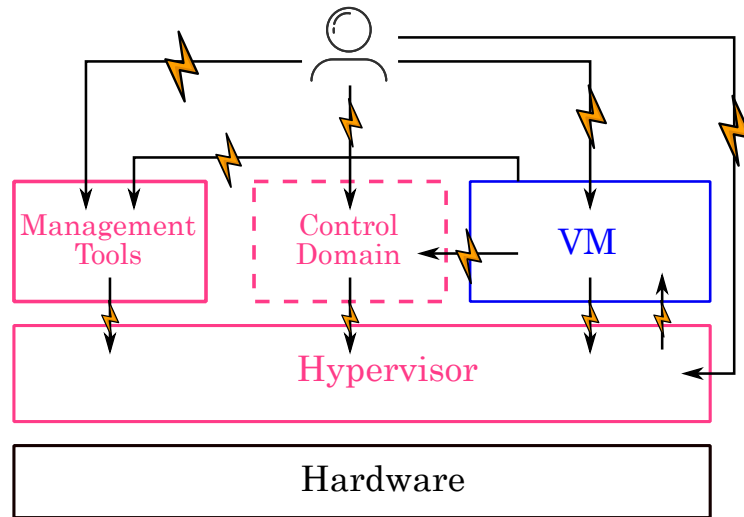 Management
Tools
Control
Domain
VM
Hypervisor
Hardware